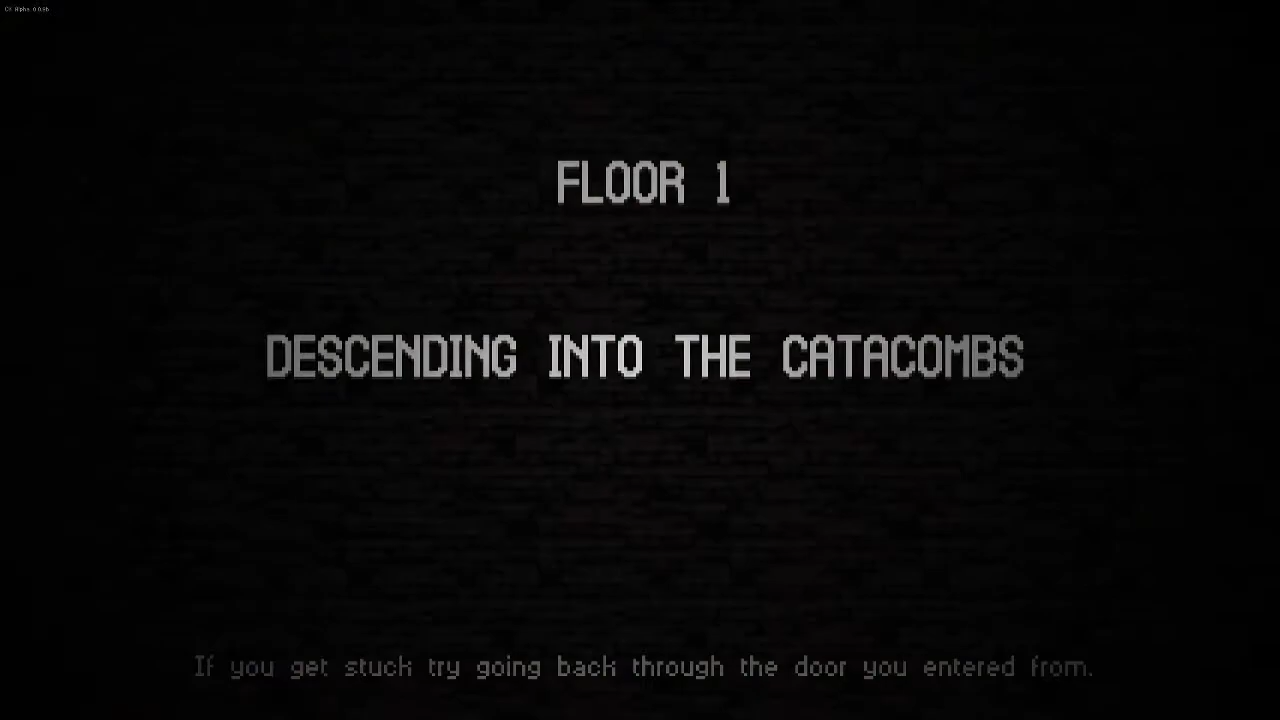 FLOOR 1
DESCENDING INTO THE CATACOMBS
If you get stuck try going back through the door you entered from.